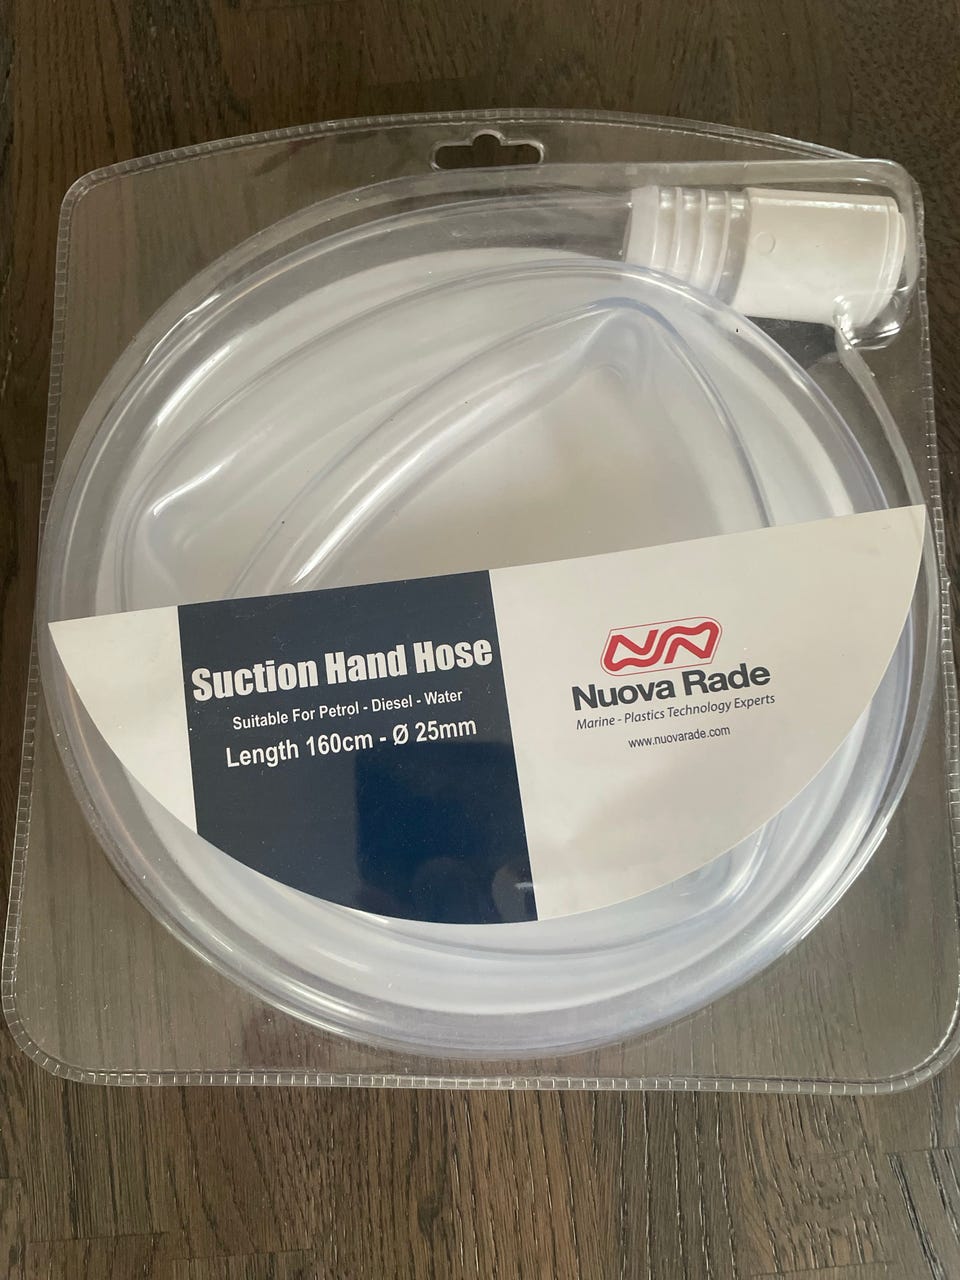 Suction Hand Hose
Suitable For Petrol - Diesel - Water
Length 160cm - Ø 25mm
NR
Nuova Rade
Marine - Plastics Technology Experts
www.nuovarade.com